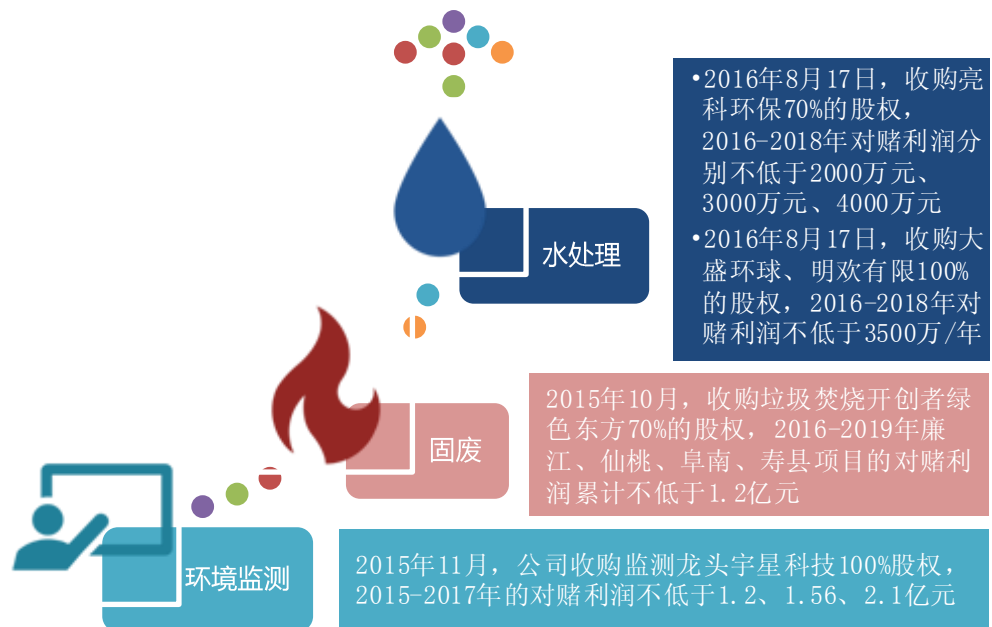 •2016年8月17日，收购亮
科环保70%的股权，
2016-2018年对赌利润分
别不低于2000万元、
3000万元、4000万元
•2016年8月17日，收购大
盛环球、明欢有限100%
的股权，2016-2018年对
赌利润不低于3500万/年
水处理
2015年10月，收购垃圾焚烧开创者绿
色东方70%的股权，2016-2019年廉
江、仙桃、阜南、寿县项目的对赌利
润累计不低于1.2亿元
固废
2015年11月，公司收购监测龙头宇星科技100%股权，
2015-2017年的对赌利润不低于1.2、1.56、2.1亿元
环境监测